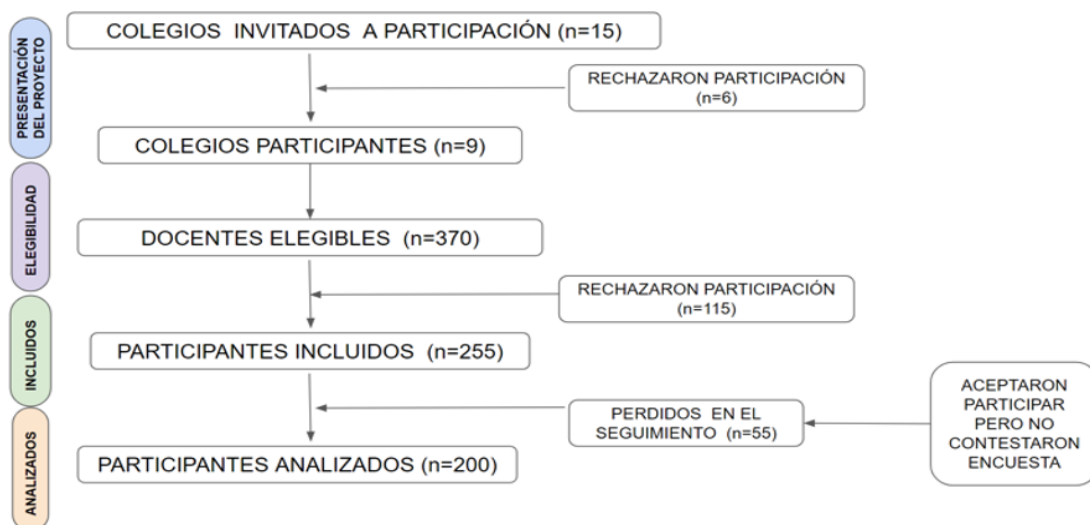 PRESENTACIÓN
DEL PROYECTO
COLEGIOS INVITADOS A PARTICIPACIÓN (n=15)
RECHAZARON PARTICIPACIÓN
(n=6)
COLEGIOS PARTICIPANTES (n=9)
ELEGIBILIDAD
DOCENTES ELEGIBLES (n=370)
RECHAZARON PARTICIPACIÓN
(n=115)
INCLUIDOS
PARTICIPANTES INCLUIDOS (n=255)
PERDIDOS EN EL
SEGUIMIENTO (n=55)
ACEPTARON
PARTICIPAR
PERO NO
CONTESTARON
ENCUESTA
ANALIZADOS
PARTICIPANTES ANALIZADOS (n=200)